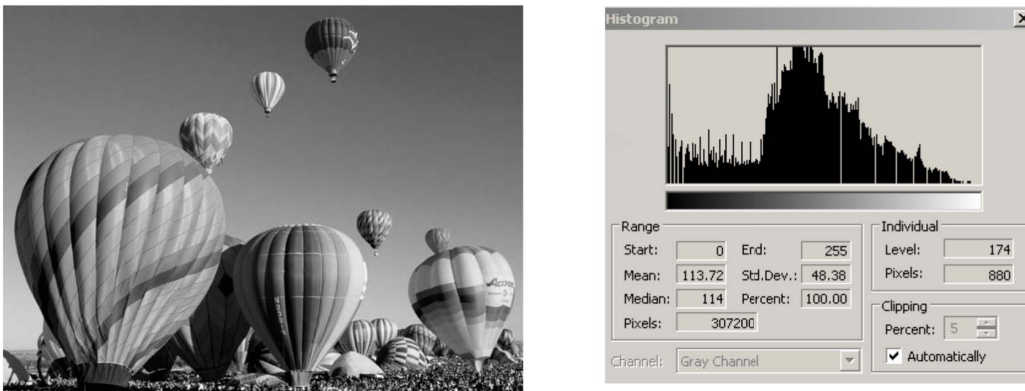 Histogram
Range
Start: 0 End: 255
Mean: 113.72 Std.Dev.: 48.38
Median: 114 Percent: 100.00
Pixels: 307200
Channel: Gray Channel
Individual
Level: 174
Pixels: 880
Clipping
Percent: 5
Automatically